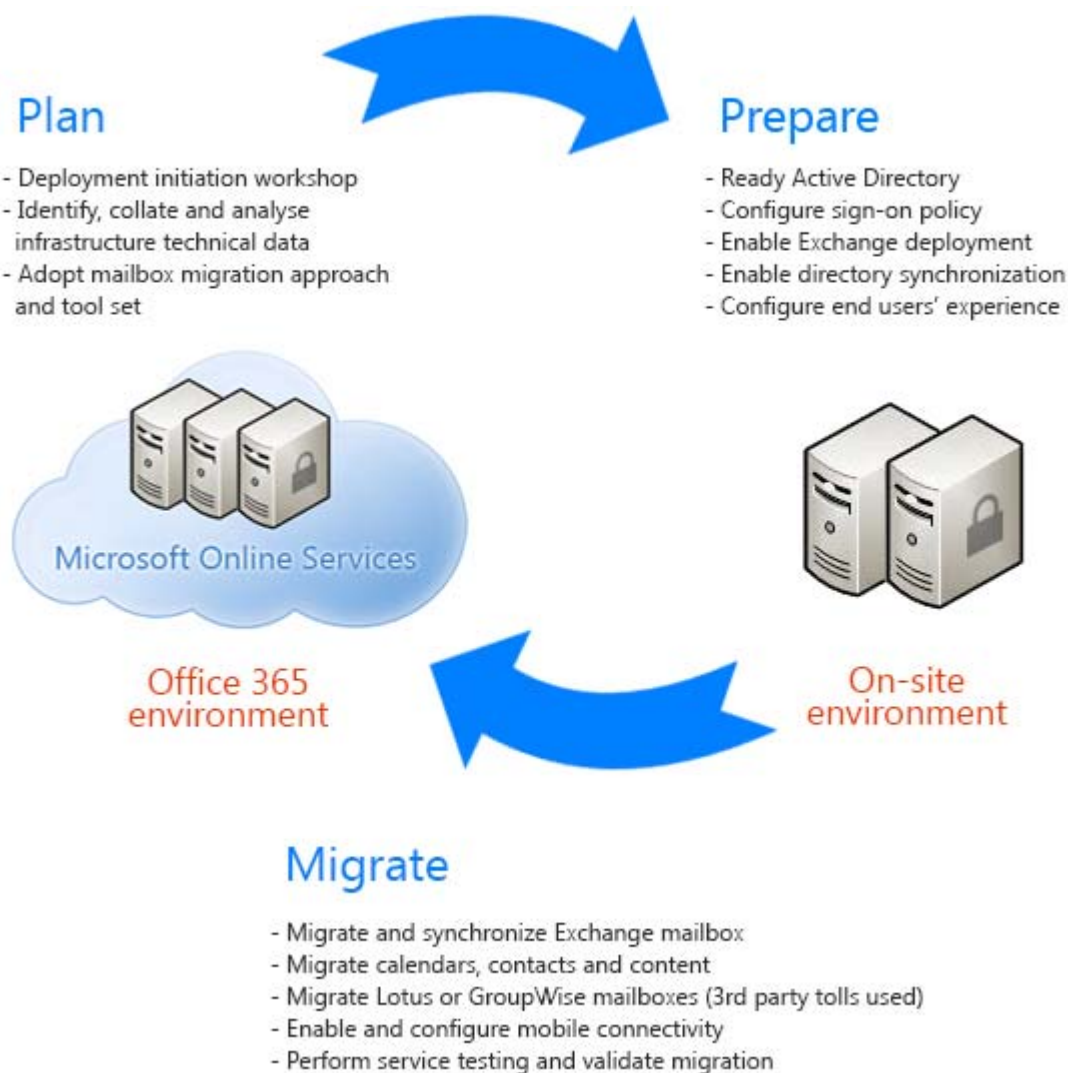 Plan
- Deployment initiation workshop
- Identify, collate and analyse
infrastructure technical data
- Adopt mailbox migration approach
and tool set
Prepare
- Ready Active Directory
- Configure sign-on policy
- Enable Exchange deployment
- Enable directory synchronization
- Configure end users' experience
Microsoft Online Services
Office 365
environment
On-site
environment
Migrate
- Migrate and synchronize Exchange mailbox
- Migrate calendars, contacts and content
- Migrate Lotus or GroupWise mailboxes (3rd party tolls used)
- Enable and configure mobile connectivity
- Perform service testing and validate migration